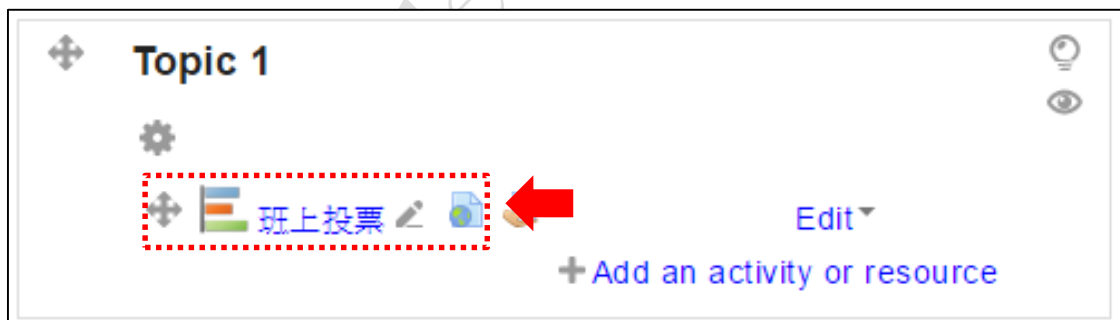 Topic 1
班上投票 Edit
Add an activity or resource